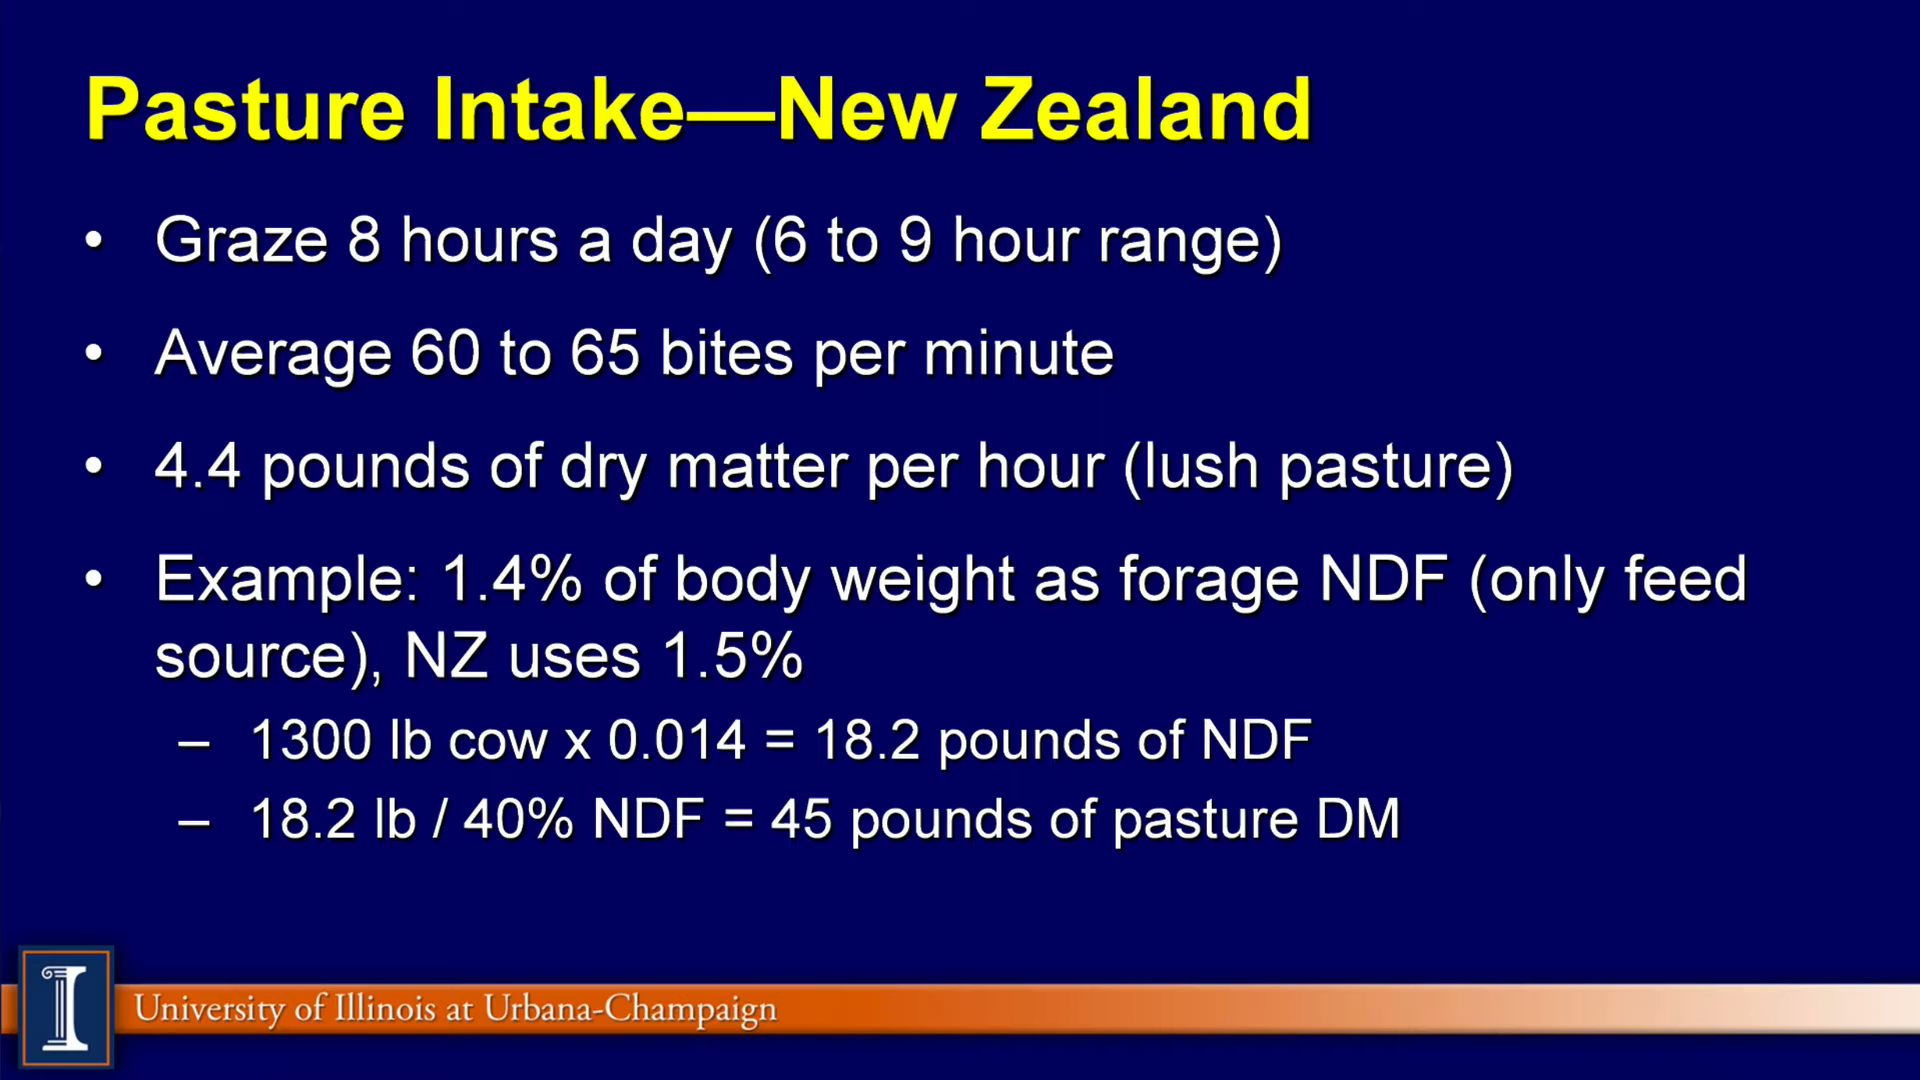 Pasture Intake—New Zealand
• Graze 8 hours a day (6 to 9 hour range)
• Average 60 to 65 bites per minute
• 4.4 pounds of dry matter per hour (lush pasture)
• Example: 1.4% of body weight as forage NDF (only feed
source), NZ uses 1.5%
– 1300 lb cow x 0.014 = 18.2 pounds of NDF
– 18.2 lb / 40% NDF = 45 pounds of pasture DM
I
University of Illinois at Urbana-Champaign